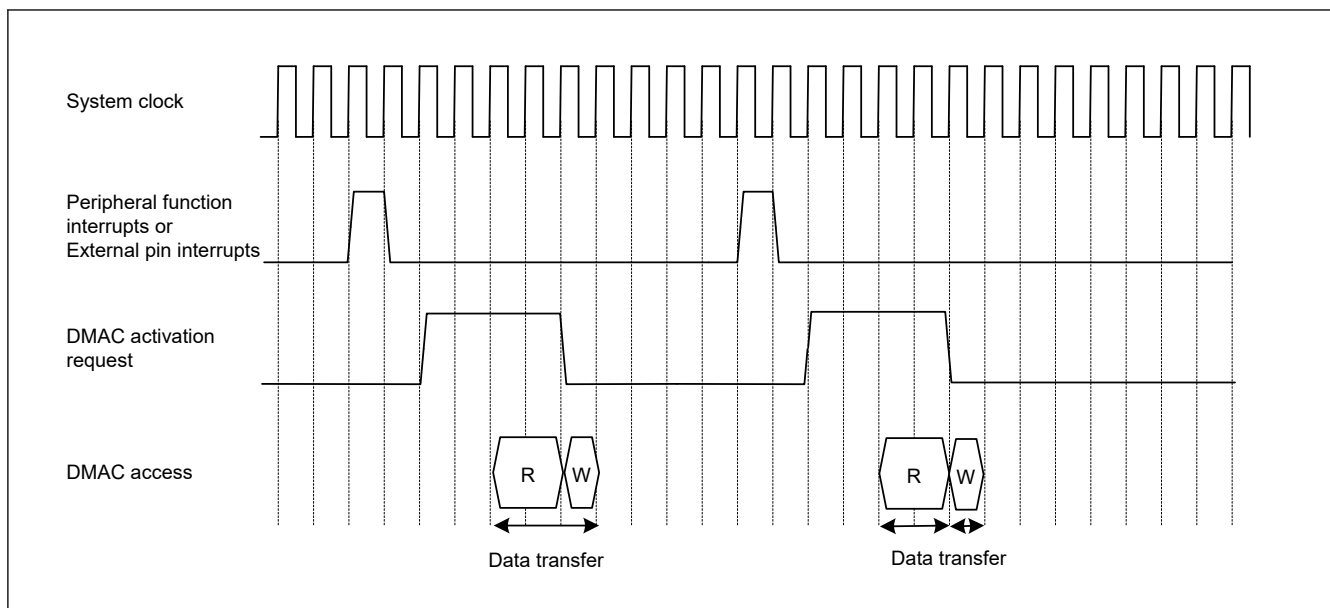 System clock
Peripheral function
interrupts or
External pin interrupts
DMAC activation
request
DMAC access
R
W
R
W
Data transfer
Data transfer